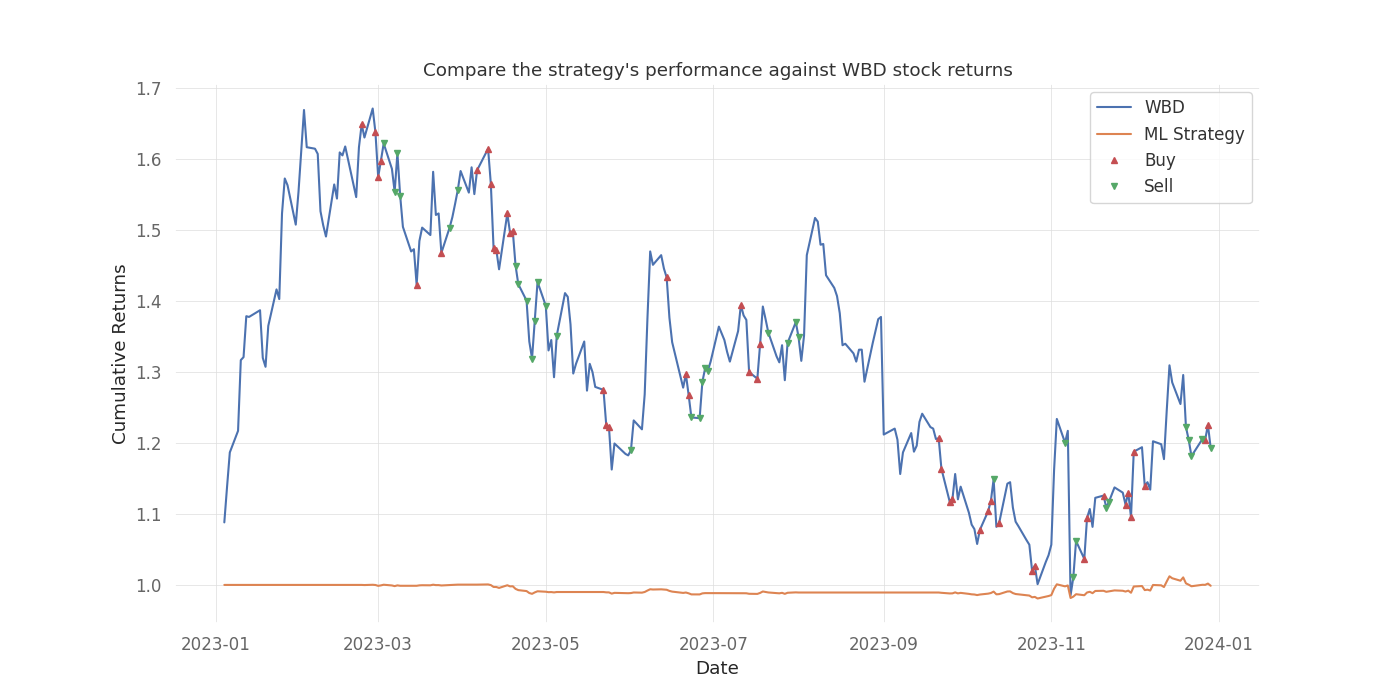 Compare the strategy's performance against WBD stock returns
1.7
1.6
1.5
1.4
1.3
1.2
1.1
1.0
Cumulative Returns
WBD
ML Strategy
Buy
Sell
2023-01
2023-03
2023-05
2023-07
2023-09
2023-11
2024-01
Date